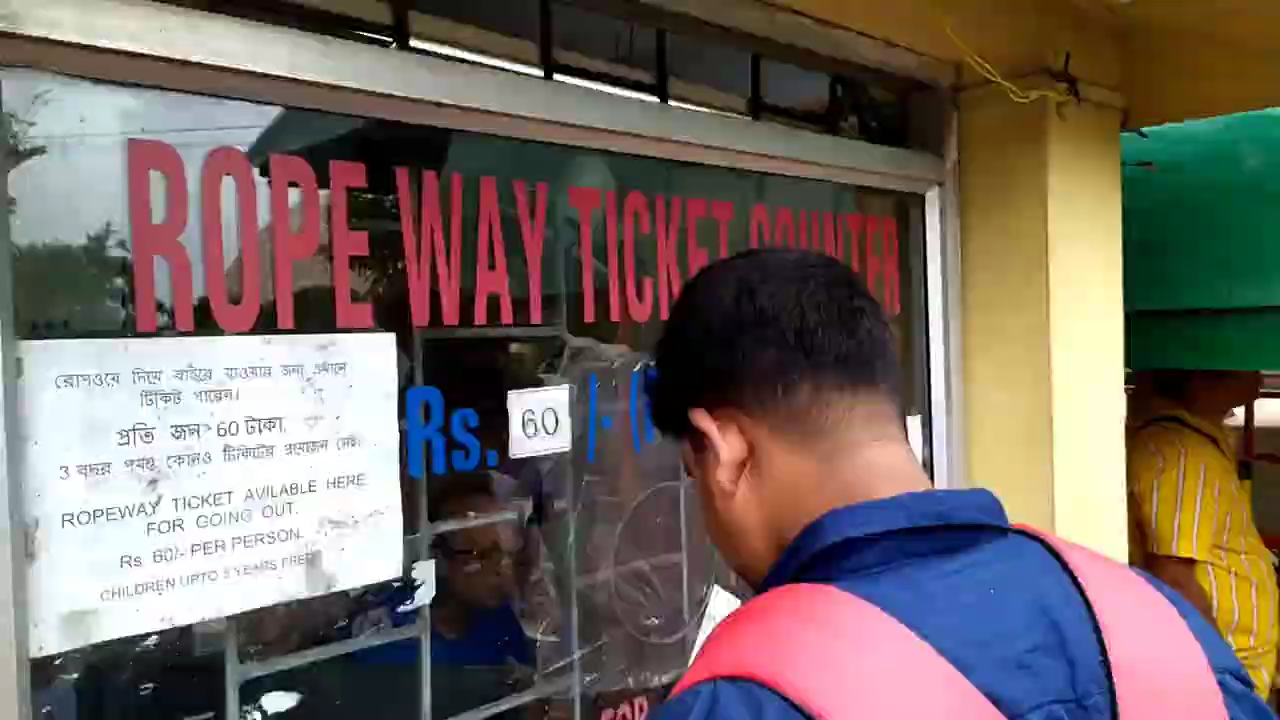 ROPE WAY TICKET COUNTER
রোপওয়ে দিয়ে বাইরে যাওয়ার জন্য এখানে
টিকিট পাবেন।
প্রতি জন 60 টাকা.
3 বছর পর্যন্ত কোনও টিকিটের প্রয়োজন নেই.
ROPEWAY TICKET AVILABLE HERE
FOR GOING OUT.
Rs 60/- PER PERSON.
CHILDREN UPTO 3 YEARS FREE
Rs. 60 /- (
FOR